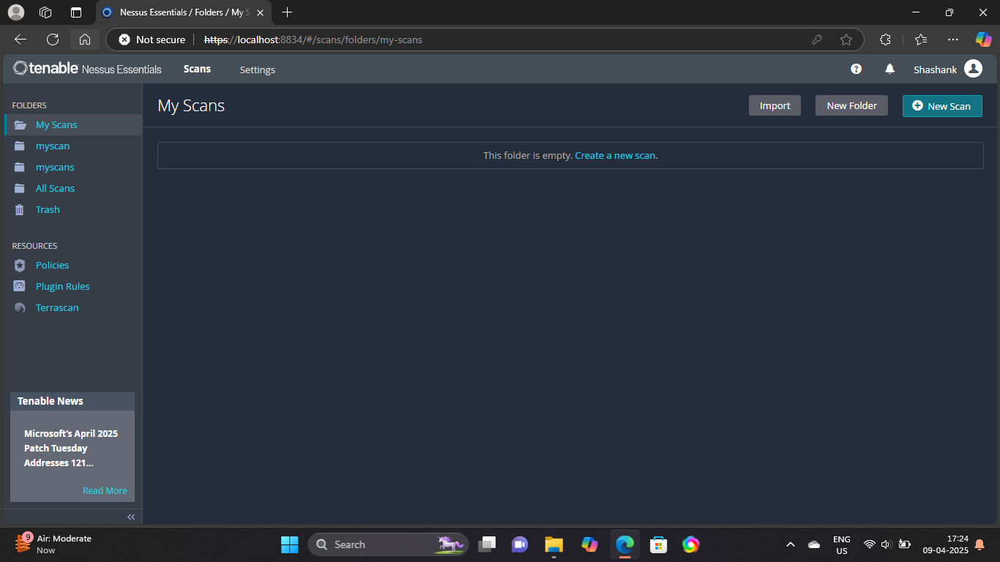 Nessus Essentials / Folders / My S
Not secure
https://localhost:8834/#/scans/folders/my-scans
tenable Nessus Essentials
Scans
Settings
Shashank
FOLDERS
My Scans
myscan
myscans
All Scans
Trash
RESOURCES
Policies
Plugin Rules
Terrascan
Tenable News
Microsoft's April 2025
Patch Tuesday
Addresses 121...
Read More
My Scans
Import
New Folder
New Scan
This folder is empty. Create a new scan.
9
Air: Moderate
Now
Search
ENG
US
17:24
09-04-2025